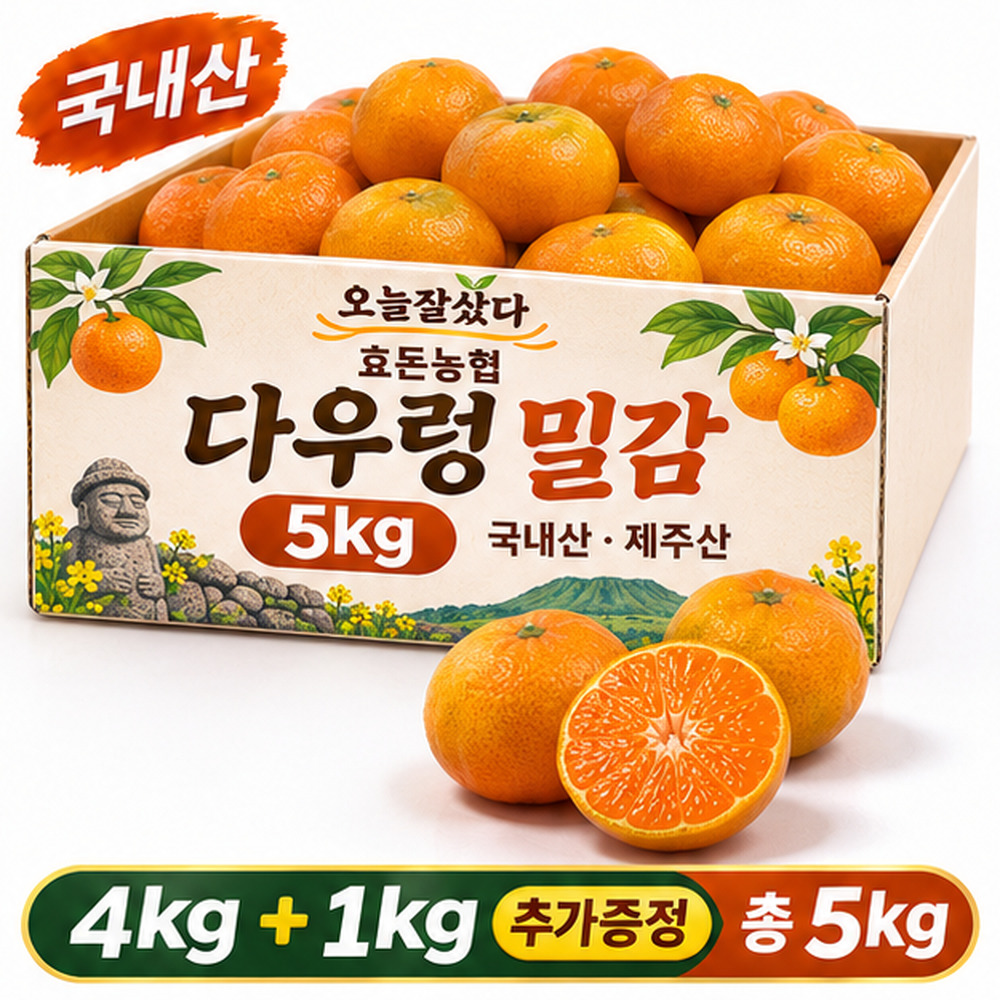 국내산
오늘잘샀다
효돈농협
다우렁 밀감
5kg 국내산 · 제주산
4kg + 1kg 추가증정 총 5kg